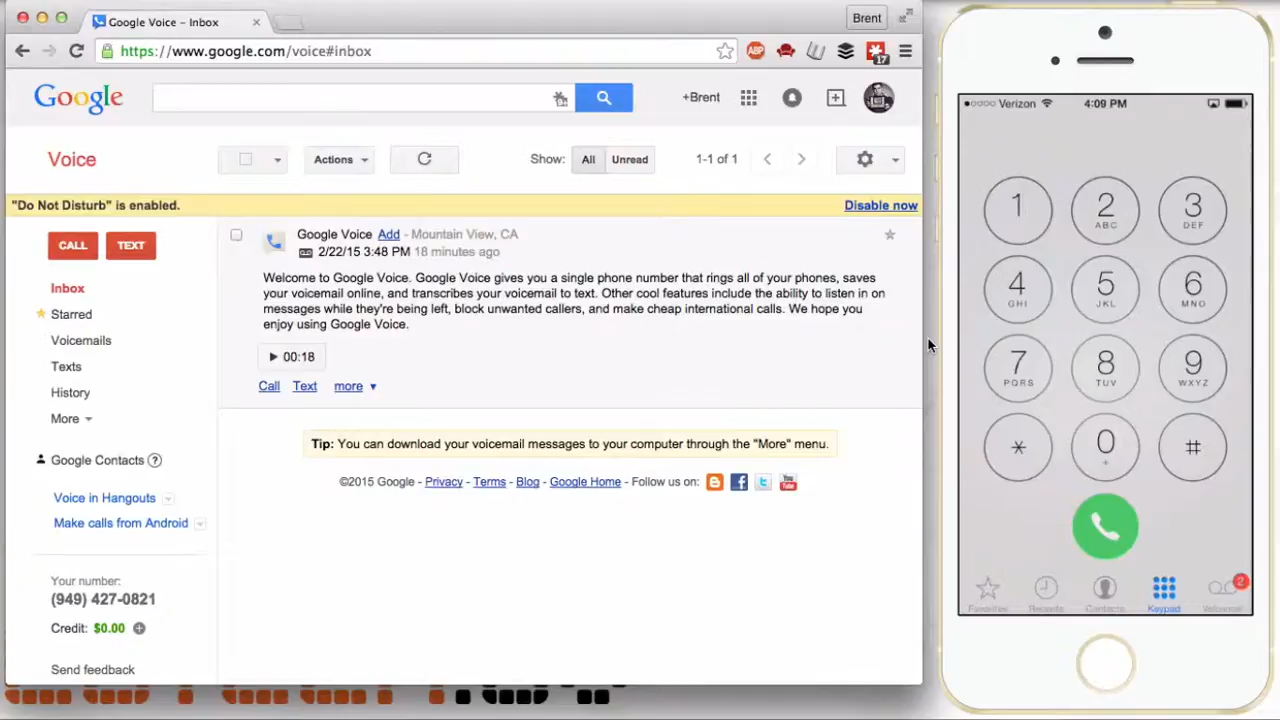 Google Voice – Inbox
Brent
https://www.google.com/voice#inbox
ABP
17
Google
+Brent
Voice
Actions
Show:
All
Unread
1-1 of 1
"Do Not Disturb" is enabled.
Disable now
CALL
TEXT
Inbox
Starred
Voicemails
Texts
History
More
Google Contacts ?
Voice in Hangouts
Make calls from Android
Your number:
(949) 427-0821
Credit: $0.00
Send feedback
Google Voice Add - Mountain View, CA
2/22/15 3:48 PM 18 minutes ago
Welcome to Google Voice. Google Voice gives you a single phone number that rings all of your phones, saves
your voicemail online, and transcribes your voicemail to text. Other cool features include the ability to listen in on
messages while they're being left, block unwanted callers, and make cheap international calls. We hope you
enjoy using Google Voice.
00:18
Call Text more
Tip: You can download your voicemail messages to your computer through the "More" menu.
©2015 Google - Privacy - Terms - Blog - Google Home - Follow us on:
You Tube
Verizon
4:09 PM
1
2
ABC
3
DEF
4
GHI
5
JKL
6
MNO
7
PQRS
8
TUV
9
WXYZ
*
0
+
#
2
Favorites
Recents
Contacts
Keypad
Voicemail